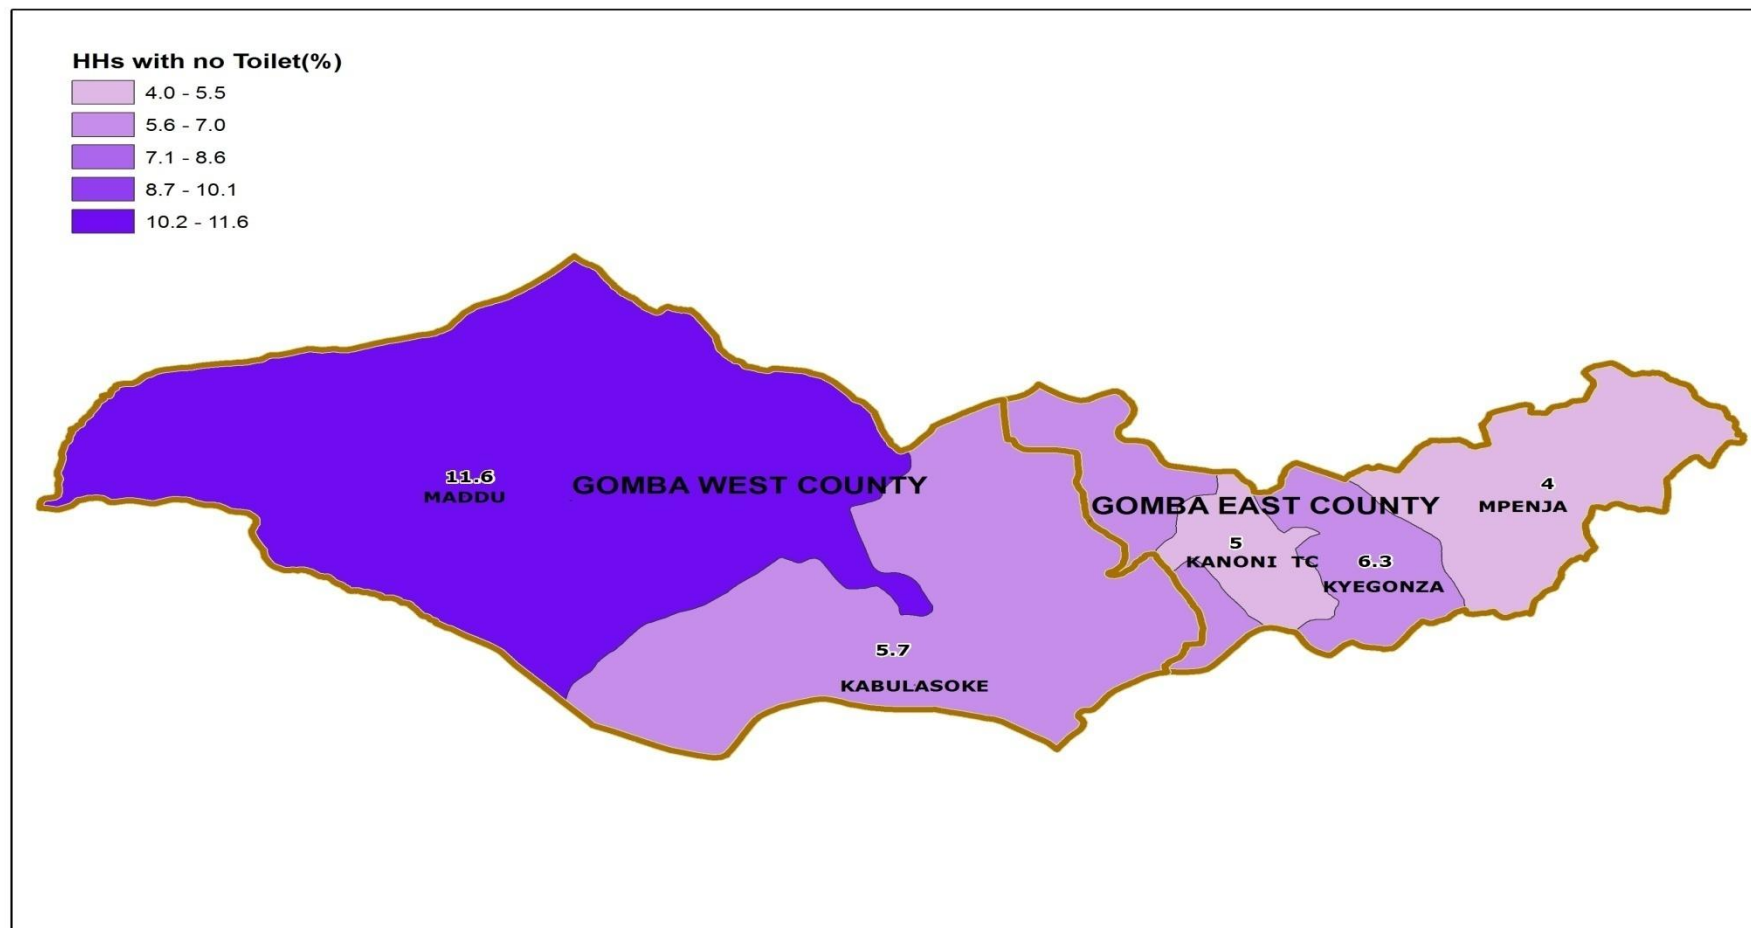 HHs with no Toilet(%)
4.0 - 5.5
5.6 - 7.0
7.1 - 8.6
8.7 - 10.1
10.2 - 11.6
11.6
MADDU
GOMBA WEST COUNTY
GOMBA EAST COUNTY
4
MPENJA
5
KANONI TC
6.3
KYEGONZA
5.7
KABULASOKE